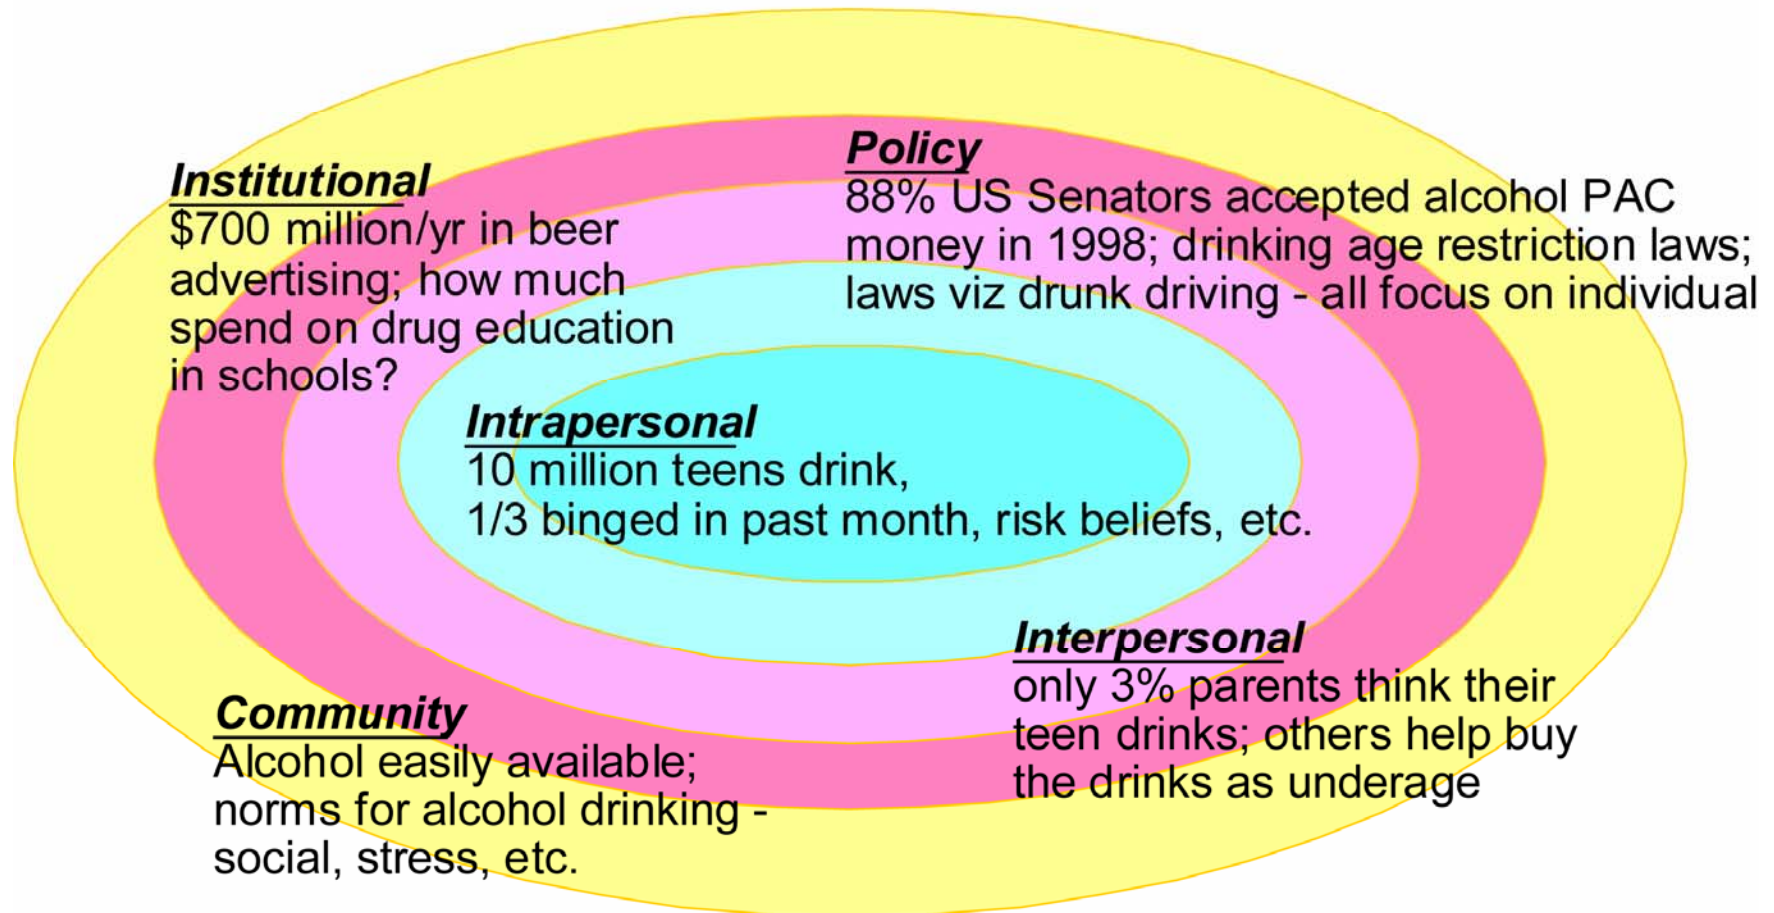 Institutional
$700 million/yr in beer
advertising; how much
spend on drug education
in schools?
Policy
88% US Senators accepted alcohol PAC
money in 1998; drinking age restriction laws;
laws viz drunk driving - all focus on individual
Intrapersonal
10 million teens drink,
1/3 binged in past month, risk beliefs, etc.
Interpersonal
only 3% parents think their
teen drinks; others help buy
the drinks as underage
Community
Alcohol easily available;
norms for alcohol drinking -
social, stress, etc.